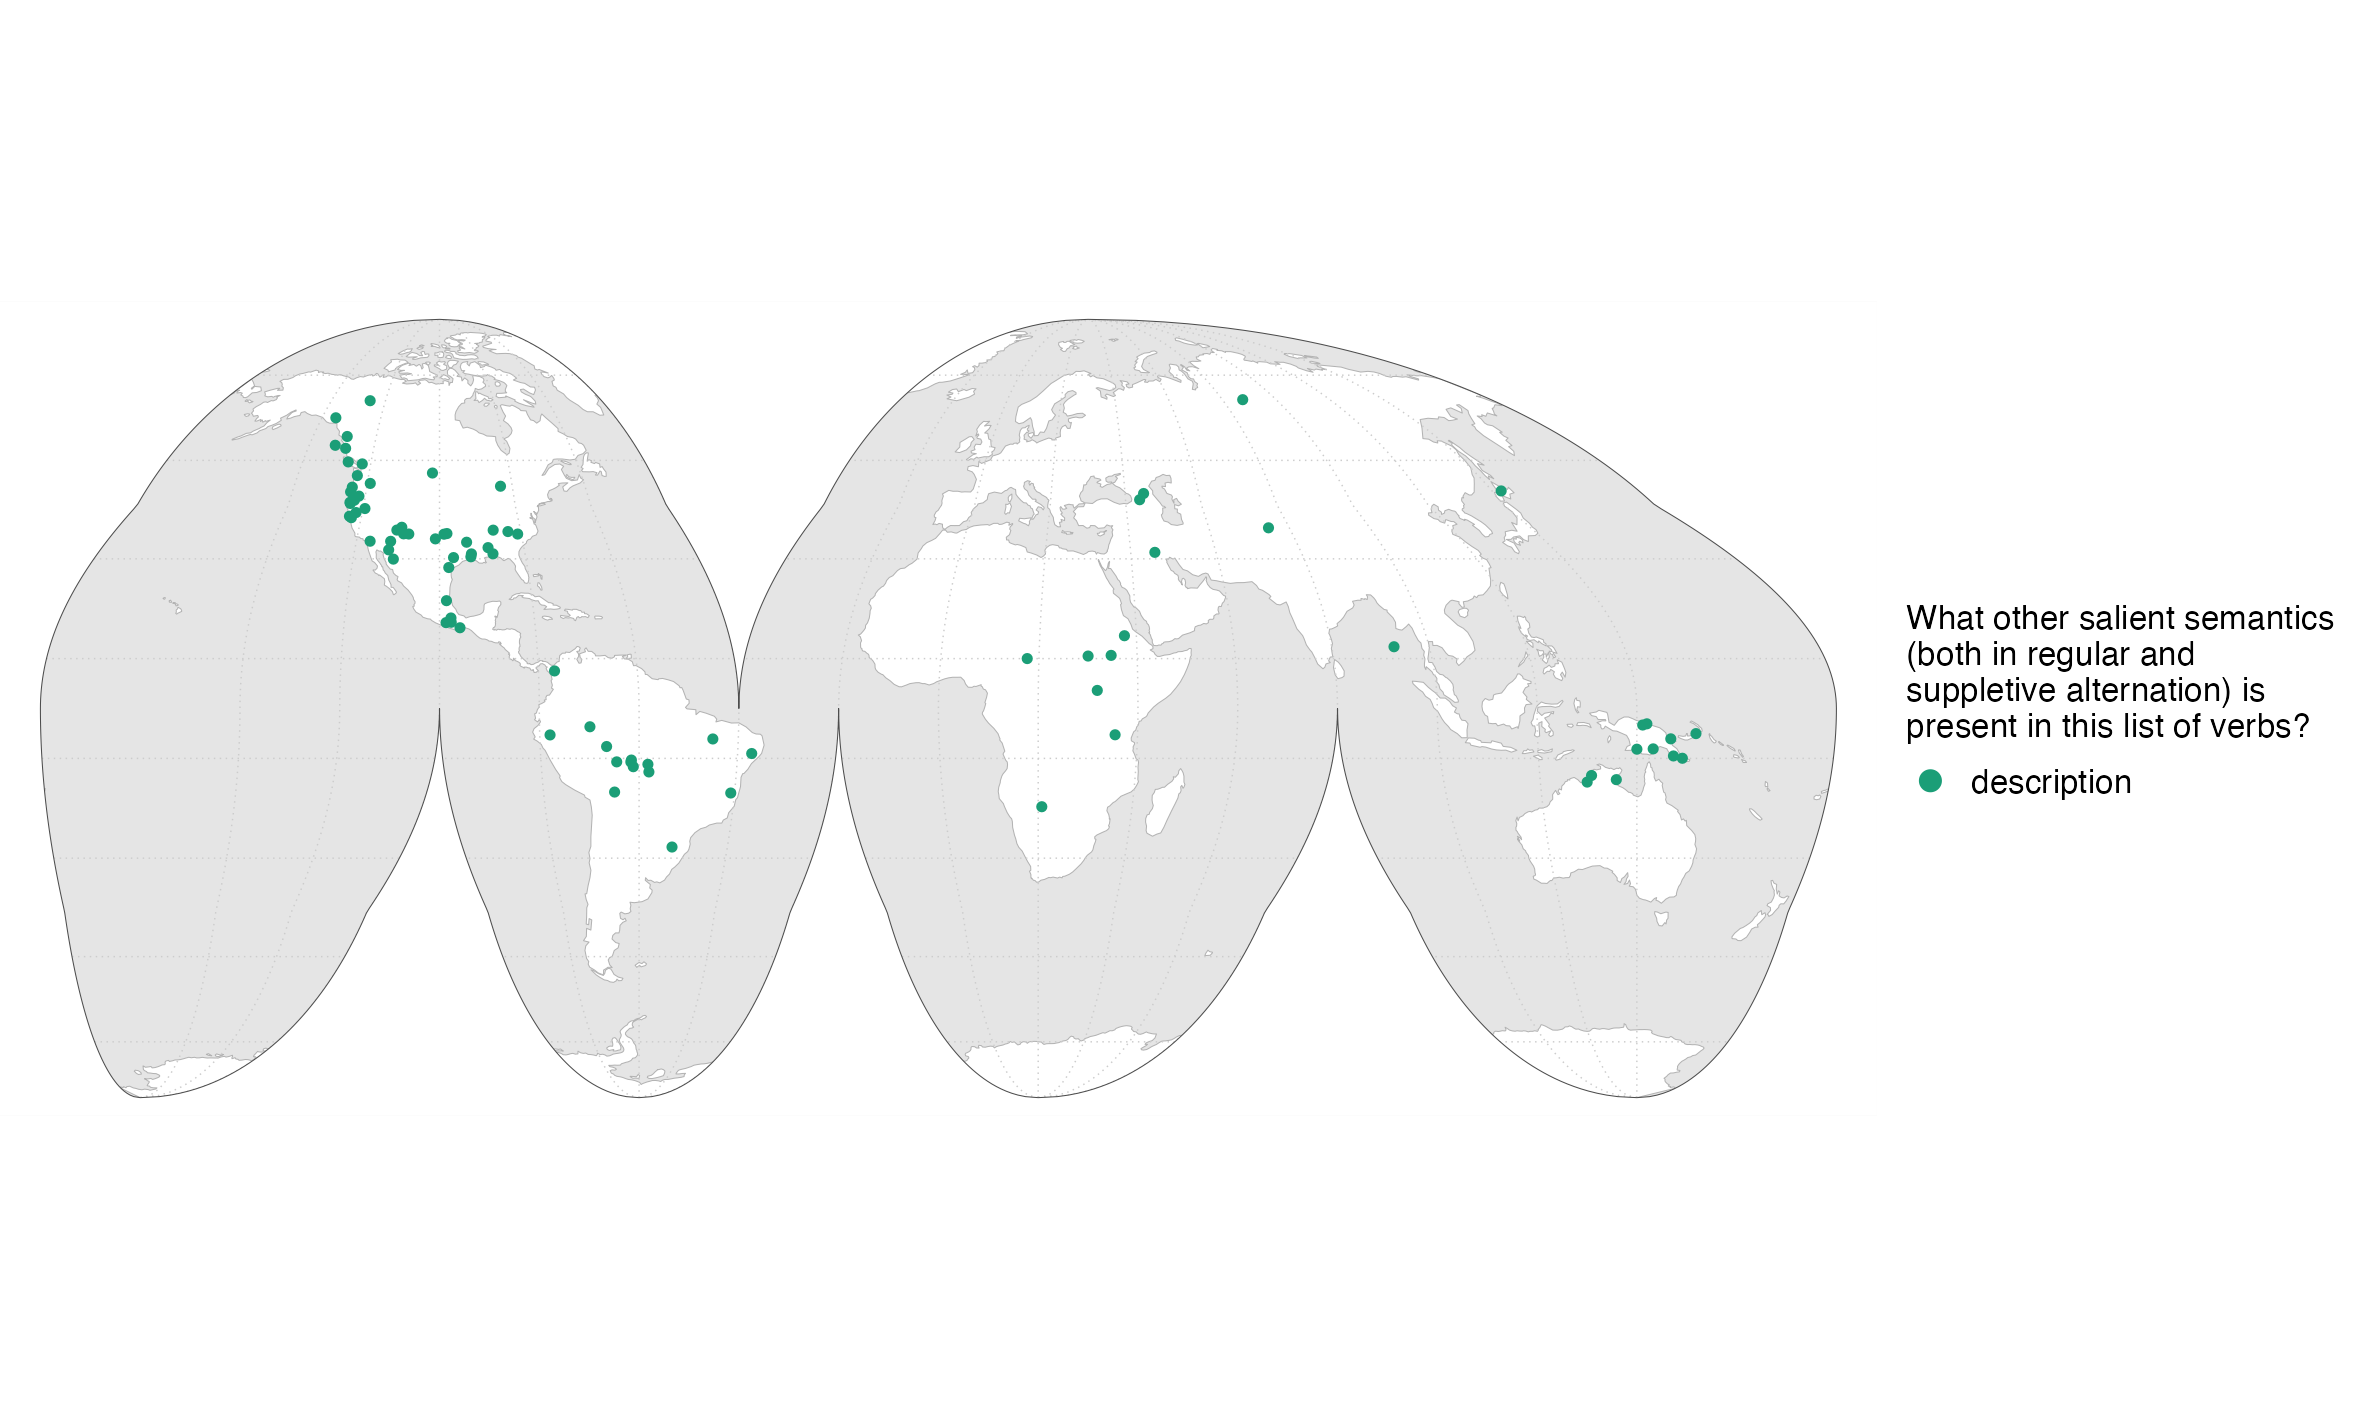 What other salient semantics
(both in regular and
suppletive alternation) is
present in this list of verbs?
description